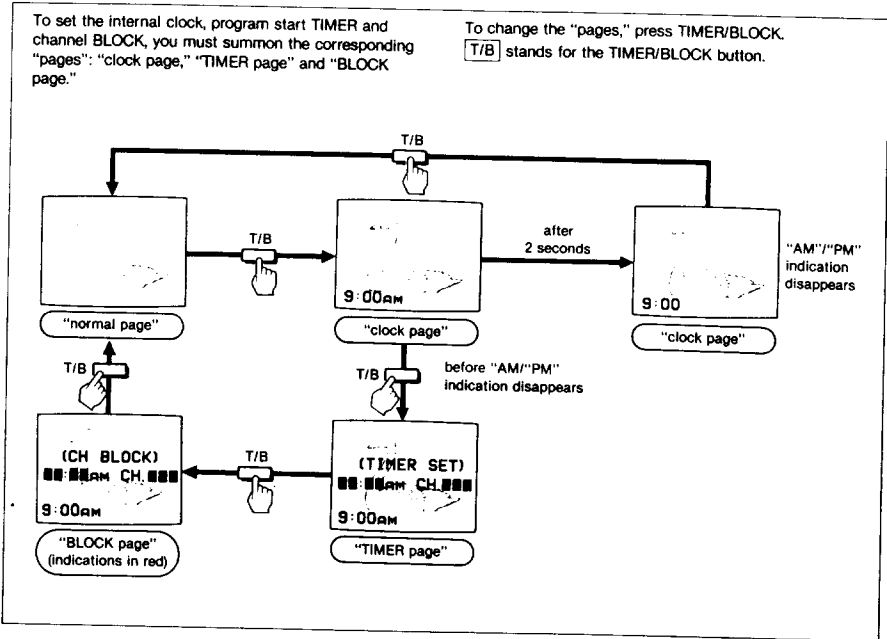 To set the internal clock, program start TIMER and
channel BLOCK, you must summon the corresponding
"pages": "clock page," "TIMER page" and "BLOCK
page."
To change the "pages," press TIMER/BLOCK.
T/B stands for the TIMER/BLOCK button.
T/B
T/B
9:00AM
after
2 seconds
9:00
"AM"/"PM"
indication
disappears
"normal page"
"clock page"
"clock page"
T/B
T/B
before "AM/"PM"
indication disappears
(CH BLOCK)
AM CH
9:00AM
T/B
(TIMER SET)
AM CH
9:00AM
"BLOCK page"
(indications in red)
"TIMER page"